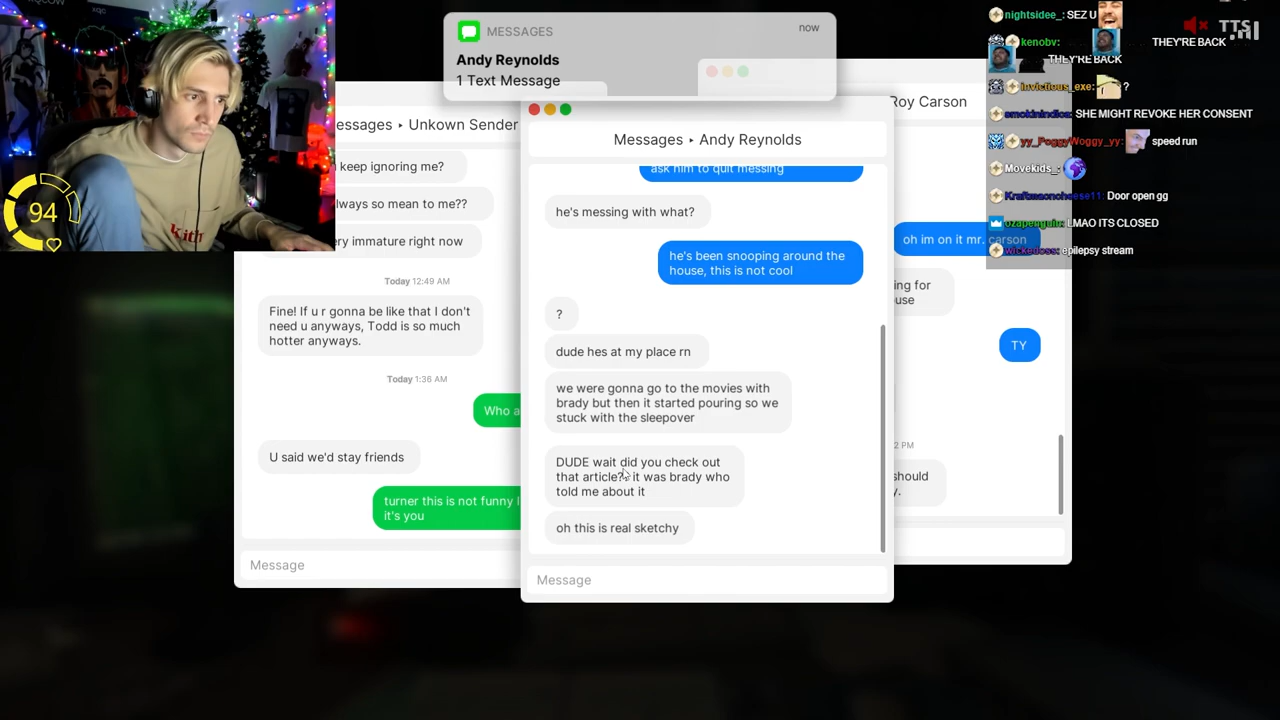 MESSAGES
now
Andy Reynolds
1 Text Message
essages ▸ Unkown Sender
keep ignoring me?
lways so mean to me??
ery immature right now
Today 12:49 AM
Fine! If u r gonna be like that I don't
need u anyways, Todd is so much
hotter anyways.
Today 1:36 AM
Who a
U said we'd stay friends
turner this is not funny I
it's you
Message
Messages ▸ Andy Reynolds
ask him to quit messing
he's messing with what?
he's been snooping around the
house, this is not cool
?
dude hes at my place rn
we were gonna go to the movies with
brady but then it started pouring so we
stuck with the sleepover
DUDE wait did you check out
that article? it was brady who
told me about it
oh this is real sketchy
Message
Roy Carson
oh im on it mr. carson
ing for
use
TY
2 PM
should
y.
94
nightsidee_: SEZ U
TTS
kenobv: THEY'RE BACK
THEY'RE BACK
invictious_exe: ?
smokinindica: SHE MIGHT REVOKE HER CONSENT
yy_PoggyWoggy_yy: speed run
Movekids_:
Door open gg
ozapenguin: LMAO ITS CLOSED
epilepsy stream